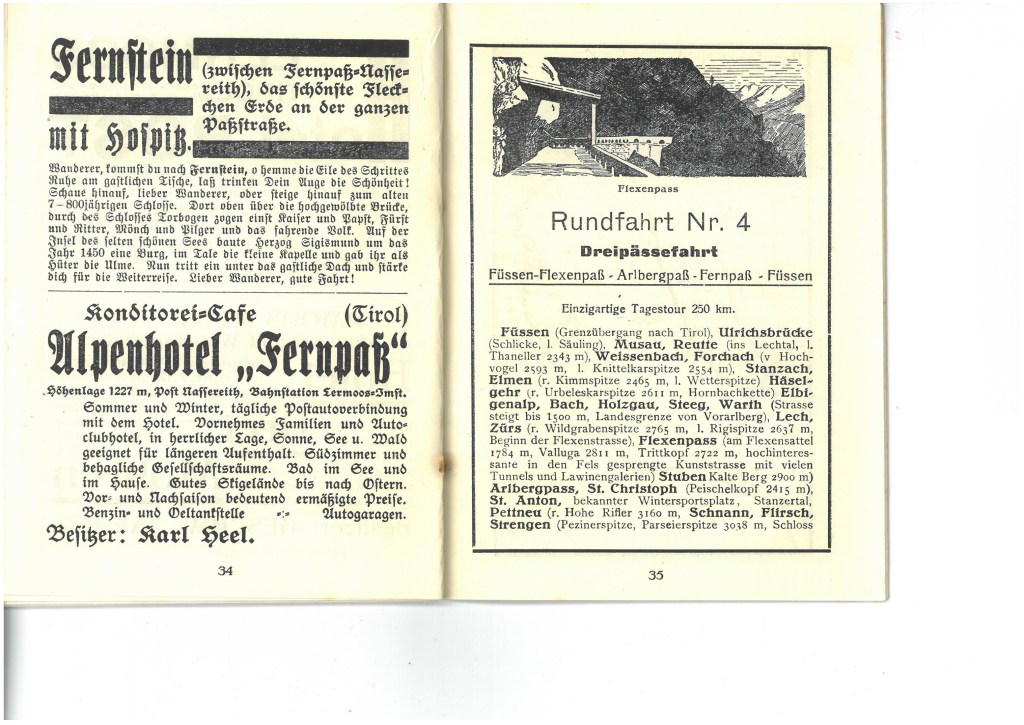 Fernstein
(zwischen Fernpaß-Nasse-
reith), das schönste Fleck-
chen Erde an der ganzen
Paßstraße.
mit Hospiz.
Wanderer, kommst du nach Fernstein, o hemme die Eile des Schrittes
Ruhe am gastlichen Tische, laß trinken Dein Auge die Schönheit!
Schaue hinauf, lieber Wanderer, oder steige hinauf zum alten
7–800jährigen Schlosse. Dort oben über die hochgewölbte Brücke,
durch des Schlosses Torbogen zogen einst Kaiser und Papst, Fürst
und Ritter, Mönch und Pilger und das fahrende Volk. Auf der
Insel des selten schönen Sees baute Herzog Sigismund um das
Jahr 1450 eine Burg, im Tale die kleine Kapelle und gab ihr als
Hüter die Ulme. Nun tritt ein unter das gastliche Dach und stärke
dich für die Weiterreise. Lieber Wanderer, gute Fahrt!
Konditorei-Cafe (Tirol)
Alpenhotel „Fernpaß“
Höhenlage 1227 m, Post Nassereith, Bahnstation Lermoos-Imst.
Sommer und Winter, tägliche Postautoverbindung
mit dem Hotel. Vornehmes Familien und Auto-
clubhotel, in herrlicher Lage, Sonne, See u. Wald
geeignet für längeren Aufenthalt. Südzimmer und
behagliche Gesellschaftsräume. Bad im See und
im Hause. Gutes Skigelände bis nach Ostern.
Vor- und Nachsaison bedeutend ermäßigte Preise.
Benzin- und Oeltankstelle -:- Autogaragen.
Besitzer: Karl Heel.
34
Flexenpass
Rundfahrt Nr. 4
Dreipässefahrt
Füssen-Flexenpaß - Arlbergpaß - Fernpaß - Füssen
Einzigartige Tagestour 250 km.
Füssen (Grenzübergang nach Tirol), Ulrichsbrücke
(Schlicke, l. Säuling), Musau, Reutte (ins Lechtal, l.
Thaneller 2343 m), Weissenbach, Forchach (v Hoch-
vogel 2593 m, l. Knittelkarspitze 2554 m), Stanzach,
Elmen (r. Kimmspitze 2465 m, l. Wetterspitze) Häsel-
gehr (r. Urbeleskarspitze 2611 m, Hornbachkette) Elbi-
genalp, Bach, Holzgau, Steeg, Warth (Strasse
steigt bis 1500 m, Landesgrenze von Vorarlberg), Lech,
Zürs (r. Wildgrabenspitze 2765 m, l. Rigispitze 2637 m,
Beginn der Flexenstrasse), Flexenpass (am Flexensattel
1784 m, Valluga 2811 m, Trittkopf 2722 m, hochinteres-
sante in den Fels gesprengte Kunststrasse mit vielen
Tunnels und Lawinengalerien) Stuben Kalte Berg 2900 m)
Arlbergpass, St. Christoph (Peischelkopf 2415 m),
St. Anton, bekannter Wintersportplatz, Stanzertal,
Pettneu (r. Hohe Rifler 3160 m, Schnann, Flirsch,
Strengen (Pezinerspitze, Parseierspitze 3038 m, Schloss
35